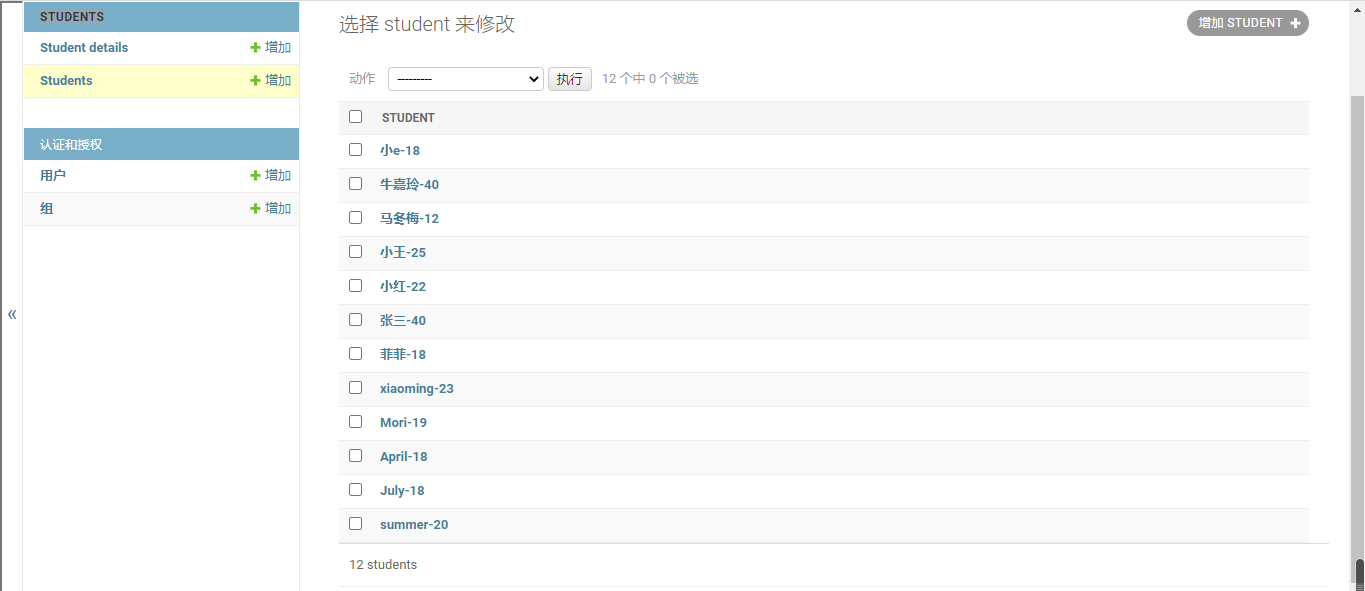 STUDENTS
Student details + 增加
Students + 增加
认证和授权
用户 + 增加
组 + 增加
«
选择 student 来修改
增加 STUDENT +
动作 --------- 执行 12 个中 0 个被选
STUDENT
小e-18
牛嘉玲-40
马冬梅-12
小王-25
小红-22
张三-40
菲菲-18
xiaoming-23
Mori-19
April-18
July-18
summer-20
12 students